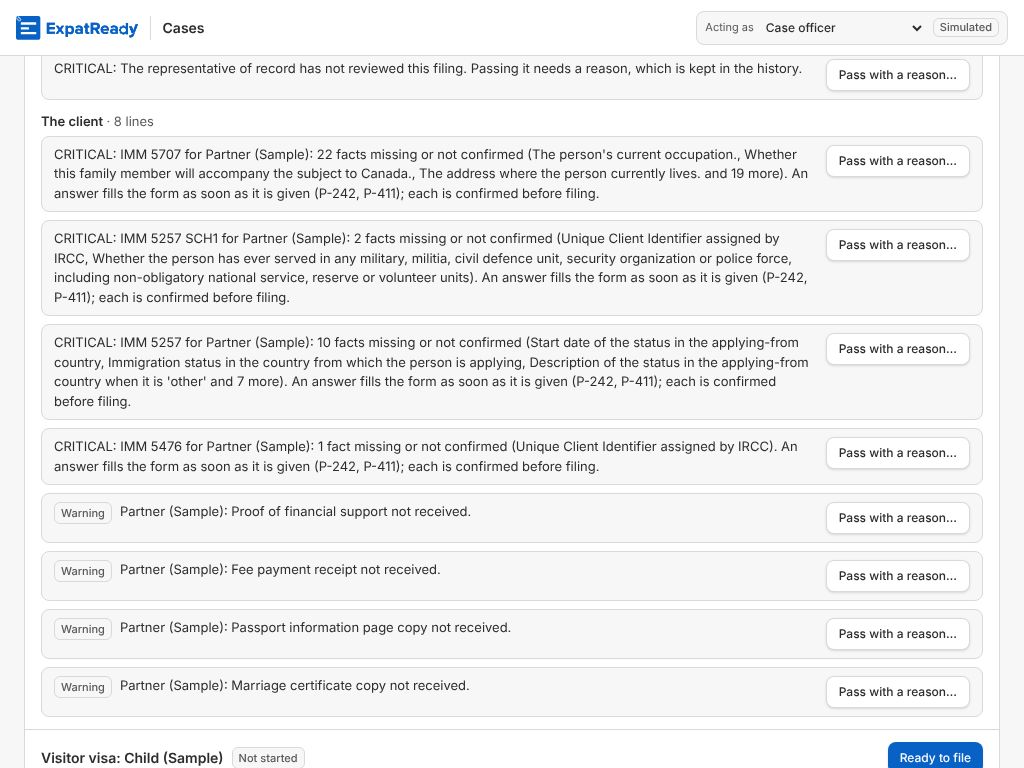 ExpatReady
Cases
Acting as Case officer Simulated
CRITICAL: The representative of record has not reviewed this filing. Passing it needs a reason, which is kept in the history.
Pass with a reason...
The client · 8 lines
CRITICAL: IMM 5707 for Partner (Sample): 22 facts missing or not confirmed (The person's current occupation., Whether
this family member will accompany the subject to Canada., The address where the person currently lives. and 19 more). An
answer fills the form as soon as it is given (P-242, P-411); each is confirmed before filing.
Pass with a reason...
CRITICAL: IMM 5257 SCH1 for Partner (Sample): 2 facts missing or not confirmed (Unique Client Identifier assigned by
IRCC, Whether the person has ever served in any military, militia, civil defence unit, security organization or police force,
including non-obligatory national service, reserve or volunteer units). An answer fills the form as soon as it is given (P-242,
P-411); each is confirmed before filing.
Pass with a reason...
CRITICAL: IMM 5257 for Partner (Sample): 10 facts missing or not confirmed (Start date of the status in the applying-from
country, Immigration status in the country from which the person is applying, Description of the status in the applying-from
country when it is 'other' and 7 more). An answer fills the form as soon as it is given (P-242, P-411); each is confirmed
before filing.
Pass with a reason...
CRITICAL: IMM 5476 for Partner (Sample): 1 fact missing or not confirmed (Unique Client Identifier assigned by IRCC). An
answer fills the form as soon as it is given (P-242, P-411); each is confirmed before filing.
Pass with a reason...
Warning Partner (Sample): Proof of financial support not received.
Pass with a reason...
Warning Partner (Sample): Fee payment receipt not received.
Pass with a reason...
Warning Partner (Sample): Passport information page copy not received.
Pass with a reason...
Warning Partner (Sample): Marriage certificate copy not received.
Pass with a reason...
Visitor visa: Child (Sample) Not started
Ready to file